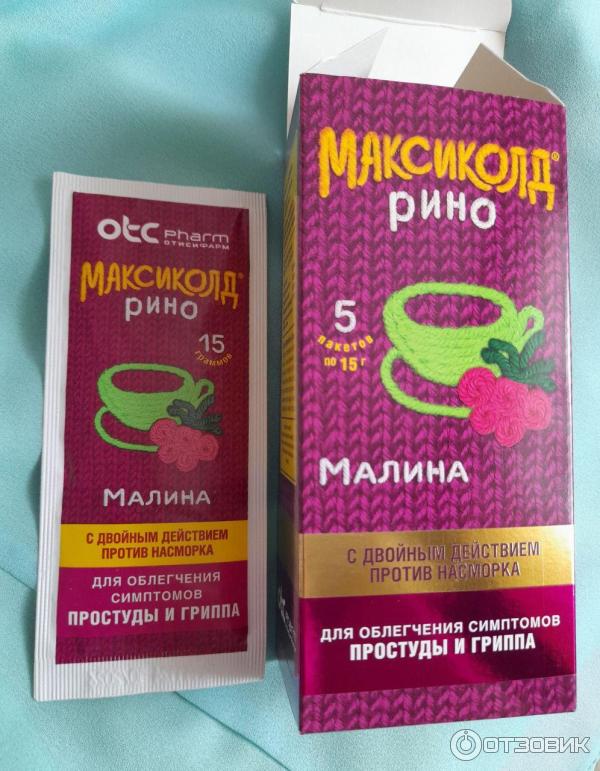 otc pharm
ОТИСИФАРМ
МАКСИКОЛД®
РИНО
15
граммов
МАЛИНА
С ДВОЙНЫМ ДЕЙСТВИЕМ
ПРОТИВ НАСМОРКА
ДЛЯ ОБЛЕГЧЕНИЯ
СИМПТОМОВ
ПРОСТУДЫ И ГРИППА
МАКСИКОЛД®
РИНО
5
пакетов
по 15 г
МАЛИНА
С ДВОЙНЫМ ДЕЙСТВИЕМ
ПРОТИВ НАСМОРКА
ДЛЯ ОБЛЕГЧЕНИЯ СИМПТОМОВ
ПРОСТУДЫ И ГРИППА
ОТЗОВИК